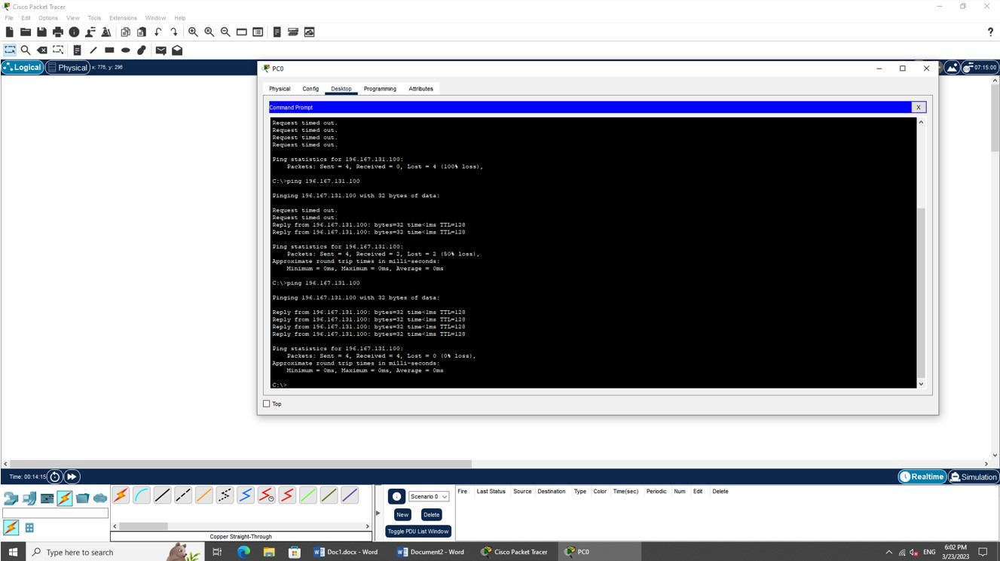 Cisco Packet Tracer
File Edit Options View Tools Extensions Window Help
?
Logical Physical x: 776, y: 296 07:15:00
PC0
Physical Config Desktop Programming Attributes
Command Prompt X
Request timed out.
Request timed out.
Request timed out.
Request timed out.
Ping statistics for 196.167.131.100:
Packets: Sent = 4, Received = 0, Lost = 4 (100% loss),
C:\>ping 196.167.131.100
Pinging 196.167.131.100 with 32 bytes of data:
Request timed out.
Request timed out.
Reply from 196.167.131.100: bytes=32 time<1ms TTL=128
Reply from 196.167.131.100: bytes=32 time<1ms TTL=128
Ping statistics for 196.167.131.100:
Packets: Sent = 4, Received = 2, Lost = 2 (50% loss),
Approximate round trip times in milli-seconds:
Minimum = 0ms, Maximum = 0ms, Average = 0ms
C:\>ping 196.167.131.100
Pinging 196.167.131.100 with 32 bytes of data:
Reply from 196.167.131.100: bytes=32 time<1ms TTL=128
Reply from 196.167.131.100: bytes=32 time<1ms TTL=128
Reply from 196.167.131.100: bytes=32 time<1ms TTL=128
Reply from 196.167.131.100: bytes=32 time<1ms TTL=128
Ping statistics for 196.167.131.100:
Packets: Sent = 4, Received = 4, Lost = 0 (0% loss),
Approximate round trip times in milli-seconds:
Minimum = 0ms, Maximum = 0ms, Average = 0ms
C:\>
Top
Time: 00:14:15 Realtime Simulation
Scenario 0 Fire Last Status Source Destination Type Color Time(sec) Periodic Num Edit Delete
New Delete
Toggle PDU List Window
Copper Straight-Through
Type here to search Doc1.docx - Word Document2 - Word Cisco Packet Tracer PC0 ENG 6:02 PM
3/23/2023